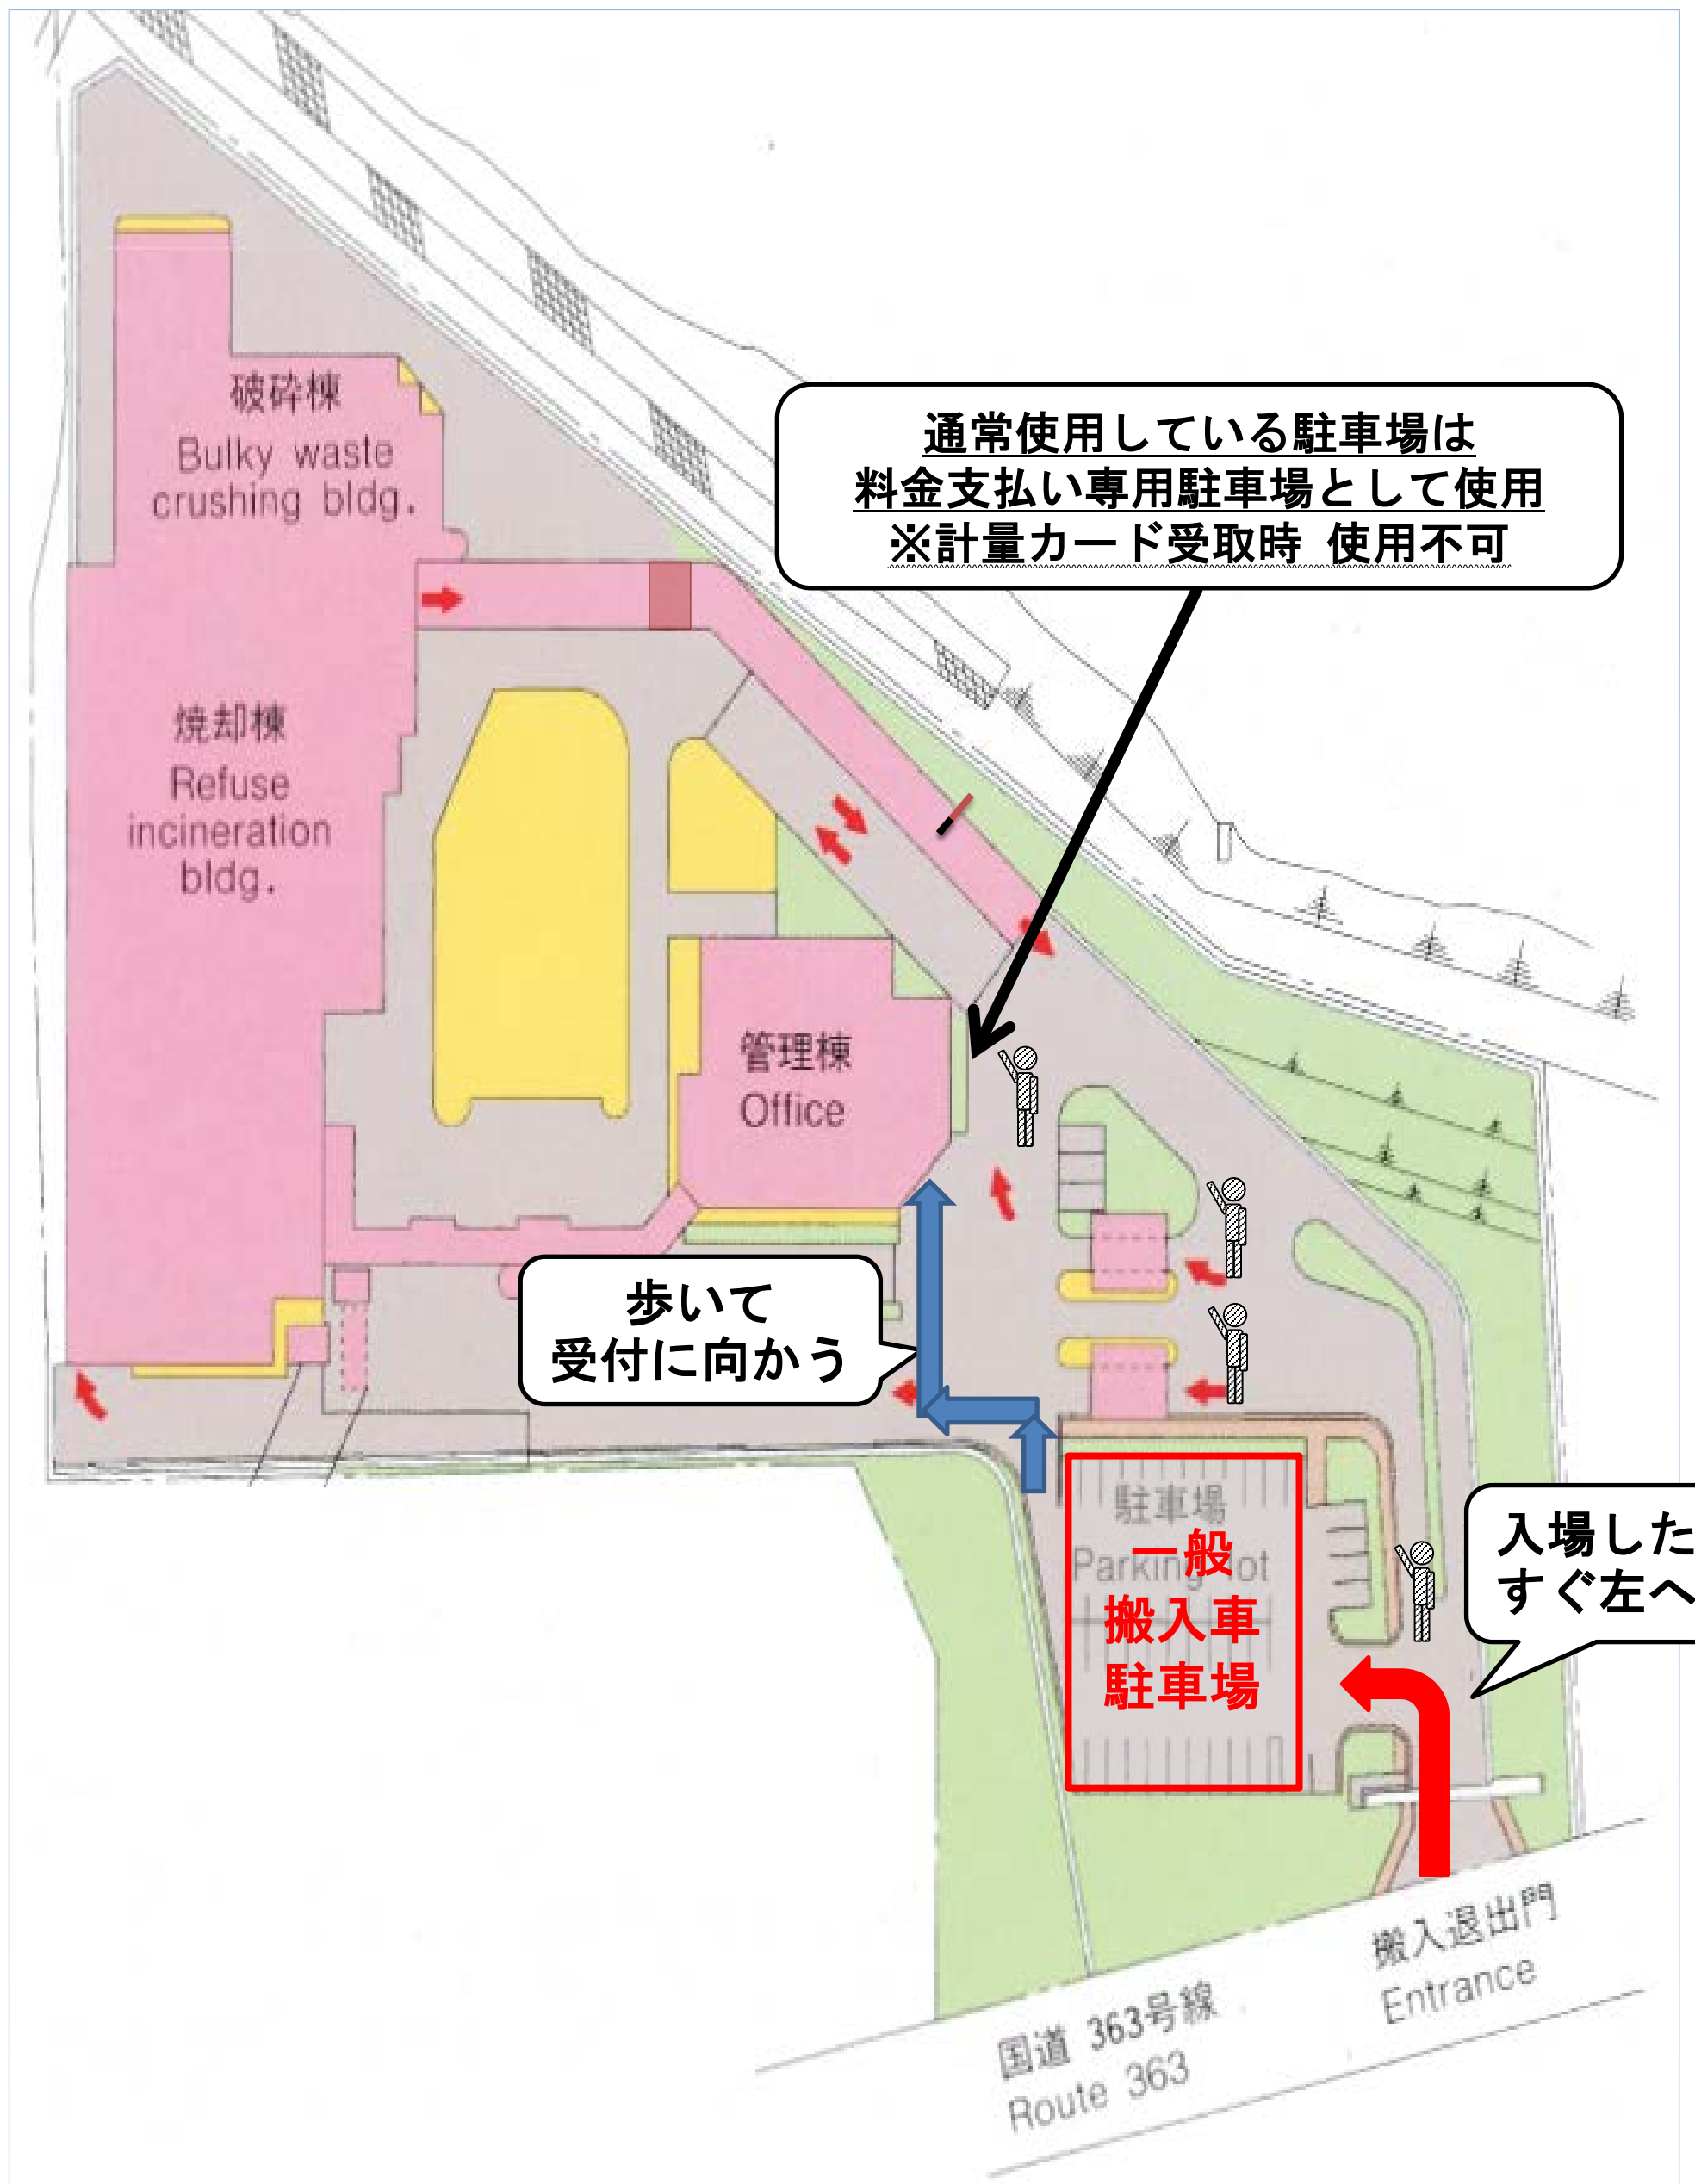 破砕棟
Bulky waste
crushing bldg.
通常使用している駐車場は
料金支払い専用駐車場として使用
※計量カード受取時 使用不可
焼却棟
Refuse
incineration
bldg.
管理棟
Office
歩いて
受付に向かう
駐車場
Parking lot
一般
搬入車
駐車場
入場した
すぐ左へ
搬入退出門
Entrance
国道 363号線
Route 363